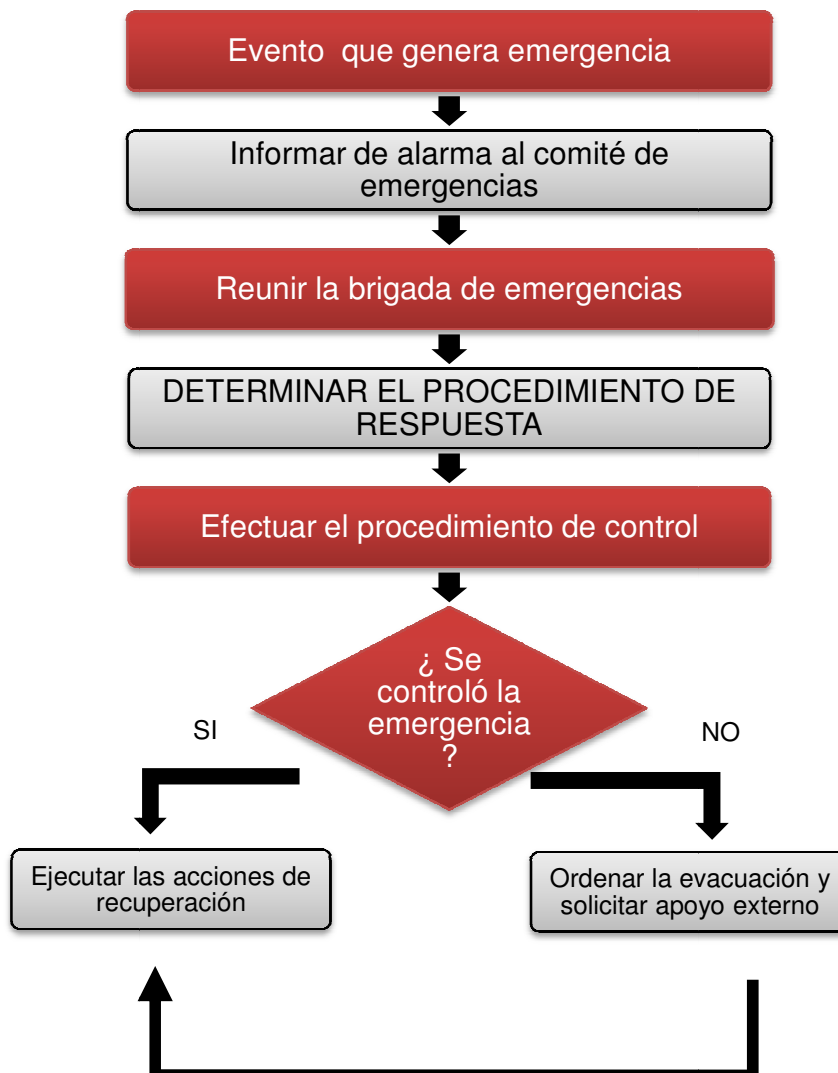 Evento que genera emergencia
Informar de alarma al comité de
emergencias
Reunir la brigada de emergencias
DETERMINAR EL PROCEDIMIENTO DE
RESPUESTA
Efectuar el procedimiento de control
¿ Se
controló la
emergencia
?
SI
NO
Ejecutar las acciones de
recuperación
Ordenar la evacuación y
solicitar apoyo externo